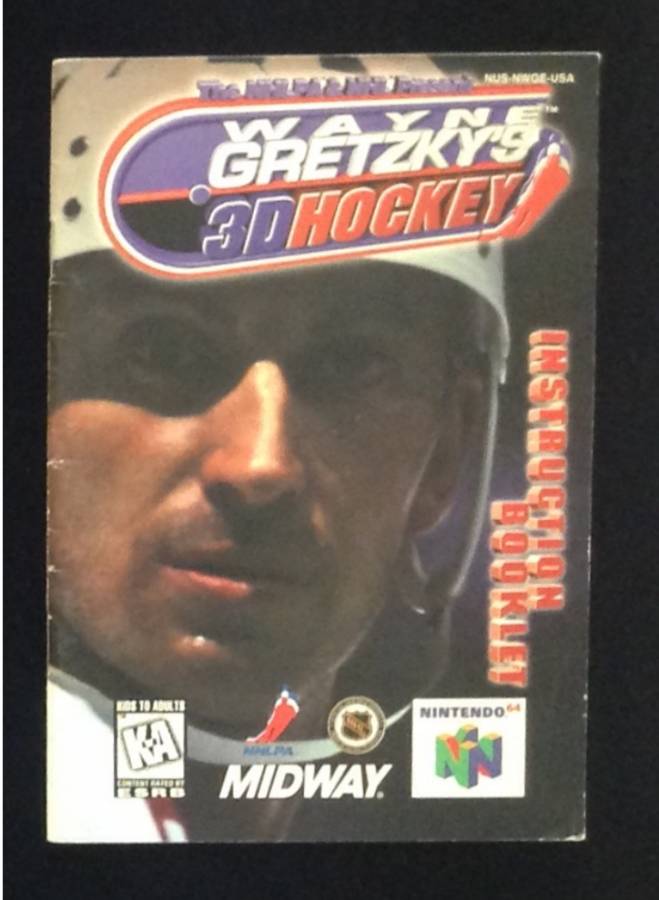 NUS-NWGE-USA
The NHLPA & NHL Present
WAYNE
GRETZKY'S
3D HOCKEY
TM
INSTRUCTION
BOOKLET
KIDS TO ADULTS
K-A
CONTENT RATED BY
ESRB
NHLPA
MIDWAY
NINTENDO 64